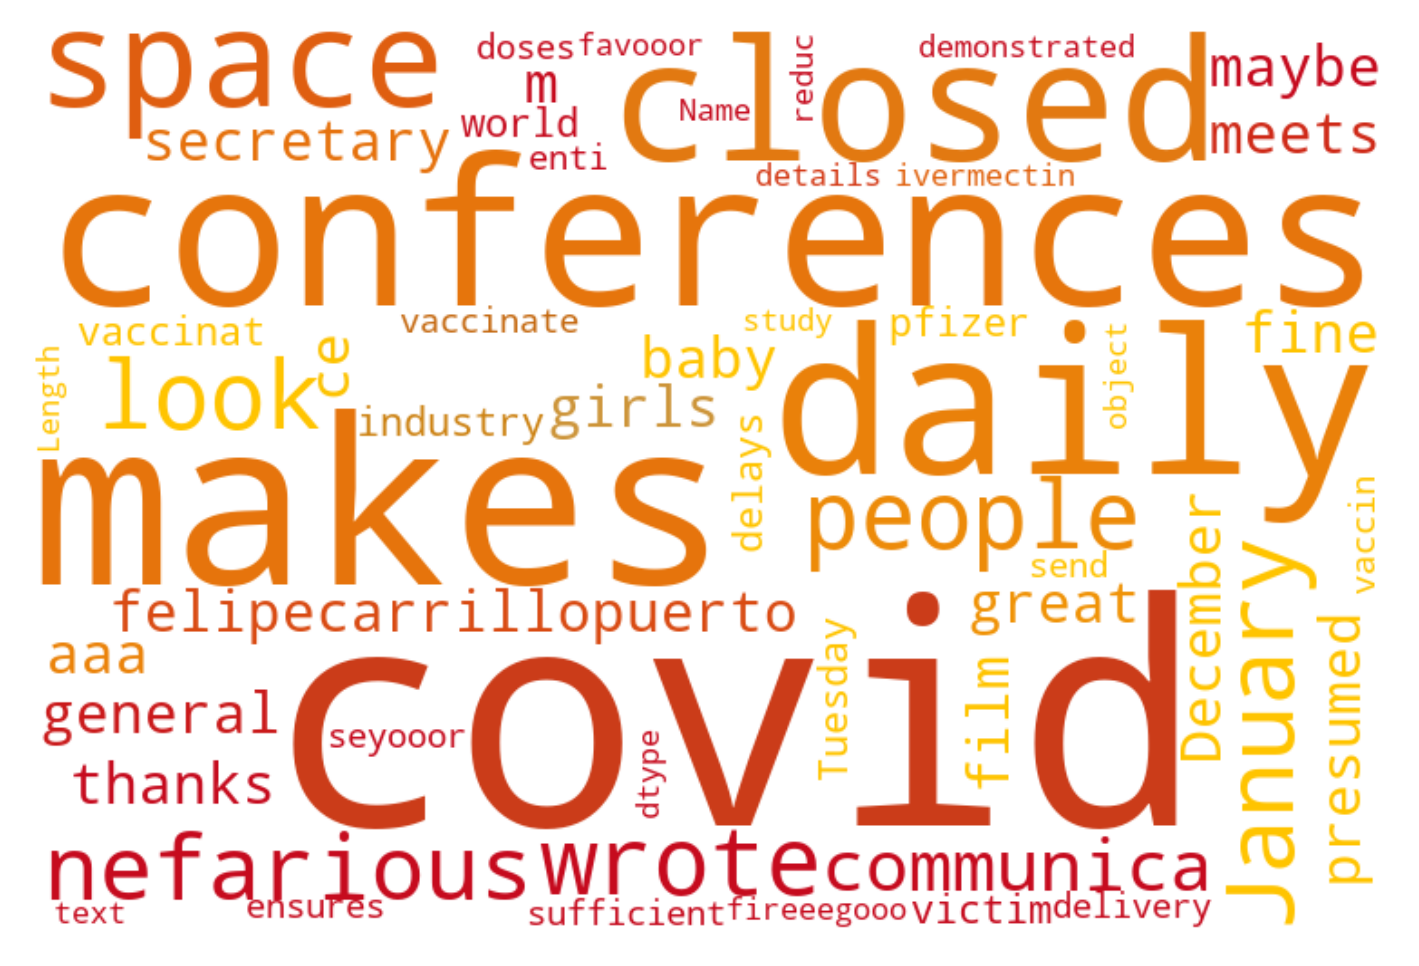 space
doses
favooor
closed
reduc
demonstrated
maybe
m
Name
world
secretary
enti
meets
details
ivermectin
conferences
vaccinat
vaccinate
study
pfizer
fine
Length
look
ce
baby
daily
object
industry
girls
delays
makes
people
vaccin
December
send
January
felipecarrillopuerto
great
covid
aaa
Tuesday
film
presumed
general
seyooor
dtype
thanks
nefarious
wrote
communica
text
ensures
sufficient
fireeegooo
victim
delivery